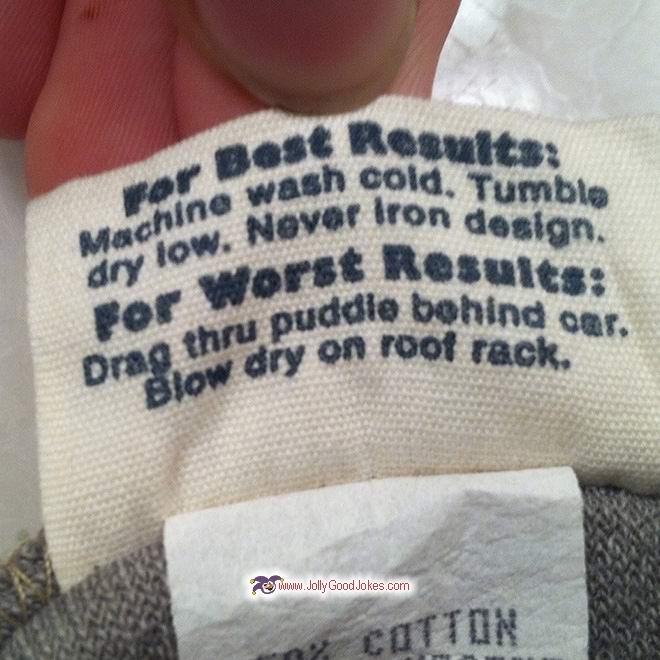 For Best Results:
Machine wash cold. Tumble
dry low. Never iron design.
For Worst Results:
Drag thru puddle behind car.
Blow dry on roof rack.
www.JollyGoodJokes.com
COTTON